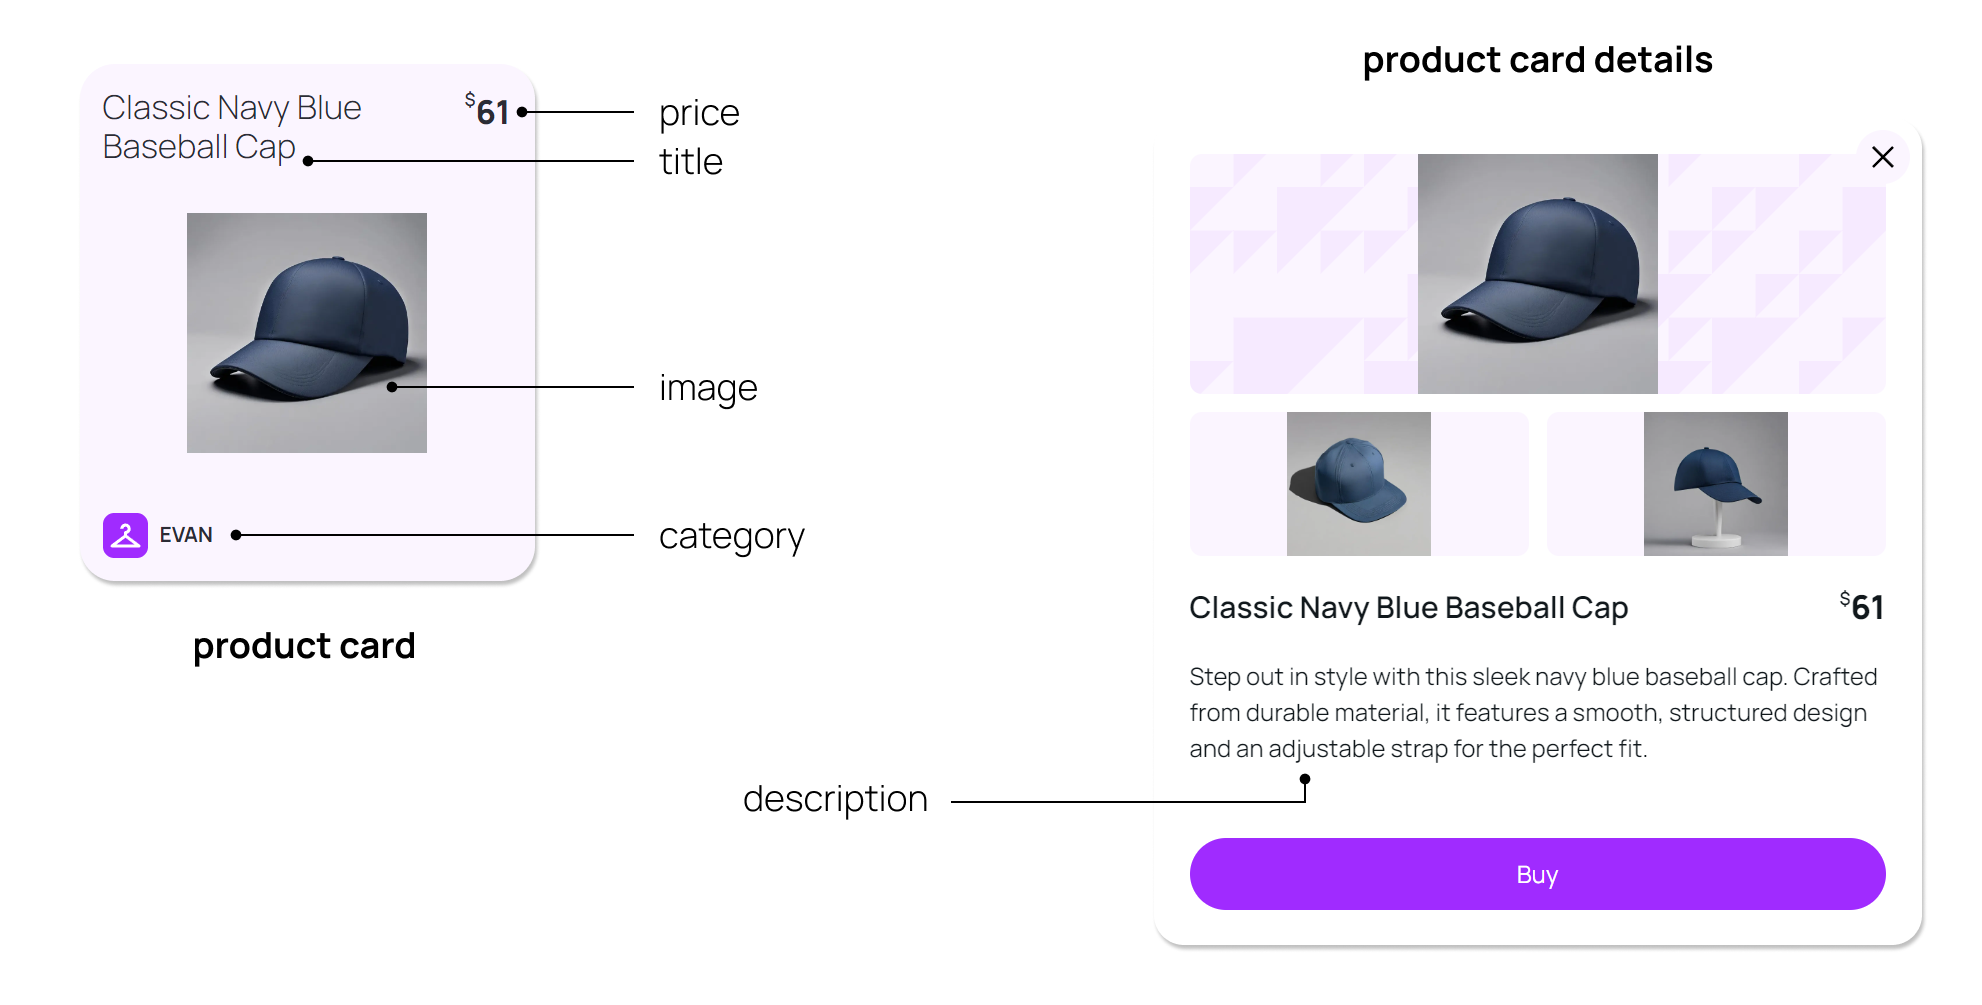 Classic Navy Blue
Baseball Cap
$61
price
title
image
EVAN
category
product card
product card details
Classic Navy Blue Baseball Cap
$61
Step out in style with this sleek navy blue baseball cap. Crafted
from durable material, it features a smooth, structured design
and an adjustable strap for the perfect fit.
description
Buy